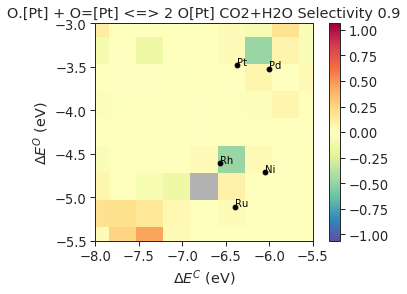 O.[Pt] + O=[Pt] <=> 2 O[Pt] CO2+H2O Selectivity 0.9
−3.0
−3.5
−4.0
−4.5
−5.0
−5.5
ΔE^O (eV)
Pt
Pd
Rh
Ni
Ru
−8.0 −7.5 −7.0 −6.5 −6.0 −5.5
ΔE^C (eV)
1.00
0.75
0.50
0.25
0.00
−0.25
−0.50
−0.75
−1.00